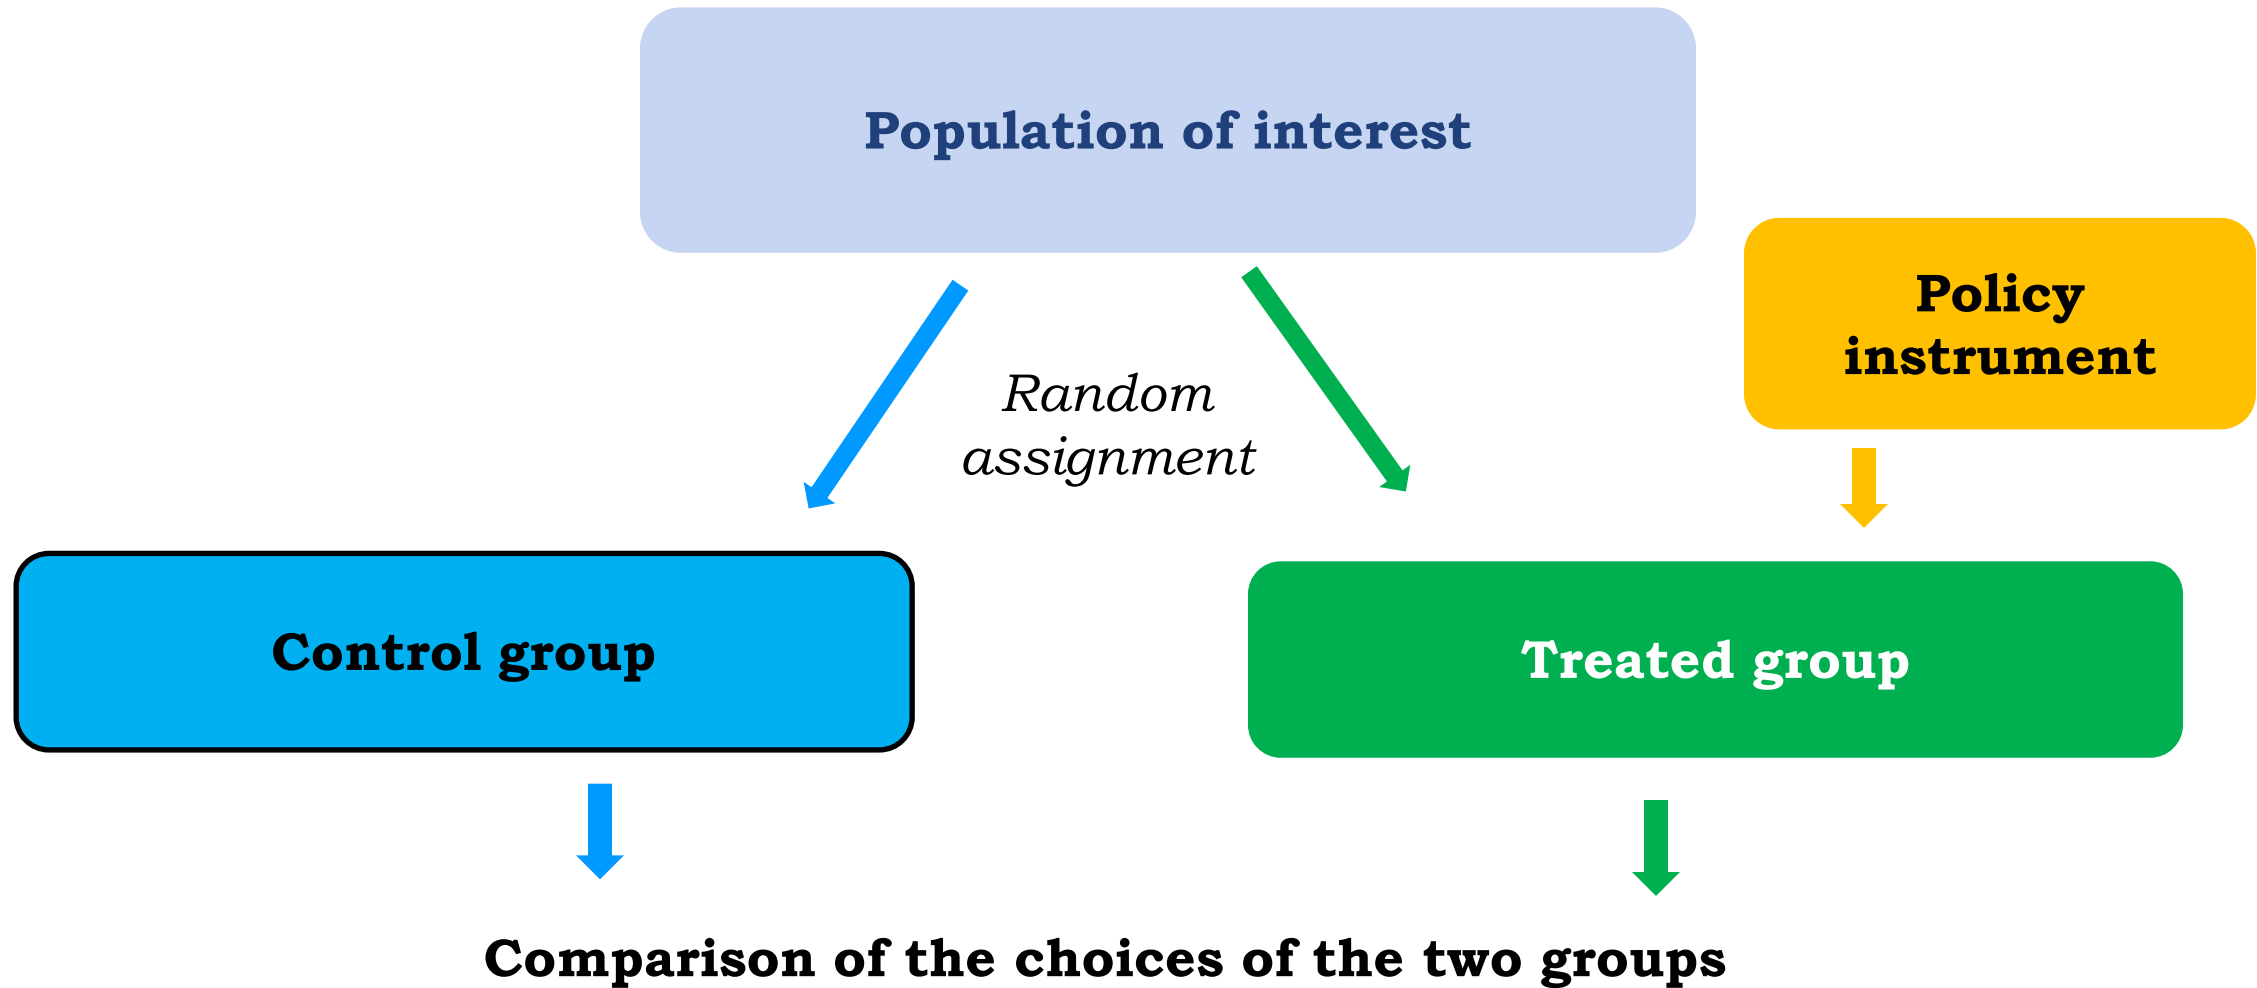 Population of interest
Policy
instrument
Random
assignment
Control group
Treated group
Comparison of the choices of the two groups